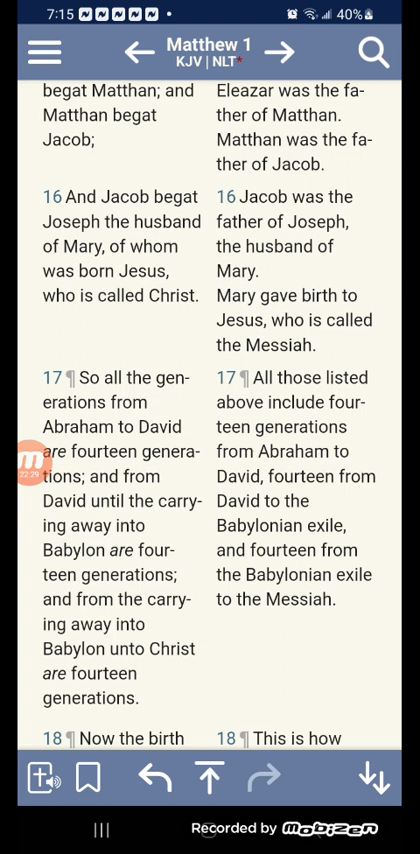 7:15 40%
Matthew 1
KJV | NLT*
begat Matthan; and
Matthan begat
Jacob;
Eleazar was the fa-
ther of Matthan.
Matthan was the fa-
ther of Jacob.
16 And Jacob begat
Joseph the husband
of Mary, of whom
was born Jesus,
who is called Christ.
16 Jacob was the
father of Joseph,
the husband of
Mary.
Mary gave birth to
Jesus, who is called
the Messiah.
17 ¶ So all the gen-
erations from
Abraham to David
are fourteen genera-
tions; and from
David until the carry-
ing away into
Babylon are four-
teen generations;
and from the carry-
ing away into
Babylon unto Christ
are fourteen
generations.
17 ¶ All those listed
above include four-
teen generations
from Abraham to
David, fourteen from
David to the
Babylonian exile,
and fourteen from
the Babylonian exile
to the Messiah.
m
22:29
18 ¶ Now the birth
18 ¶ This is how
Recorded by mobizen